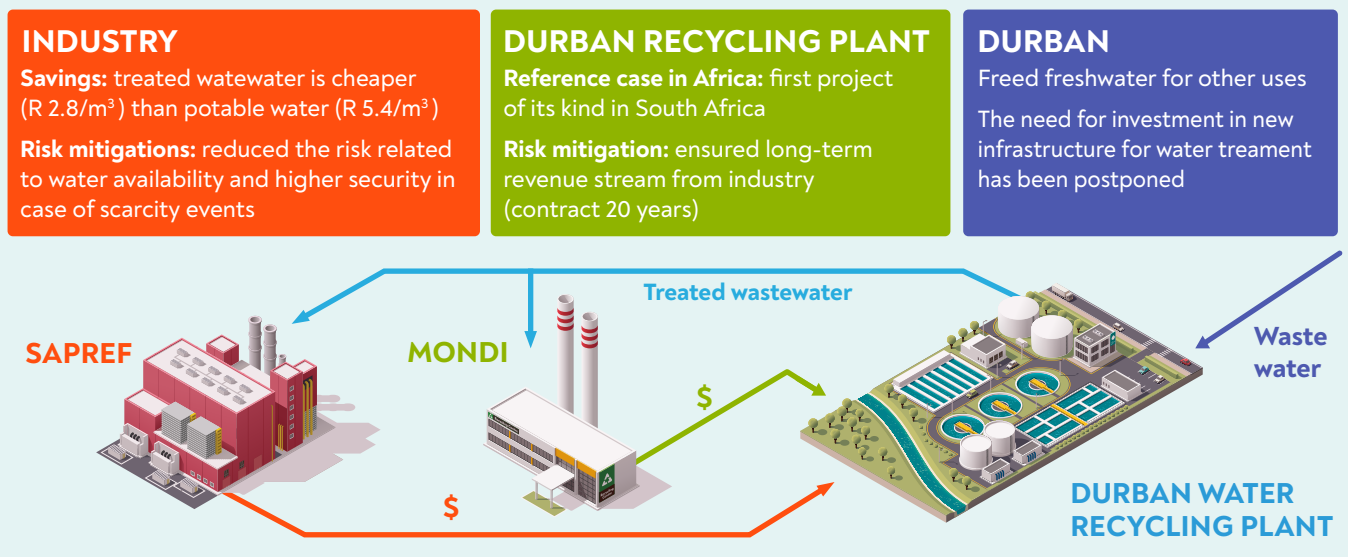 INDUSTRY
Savings: treated watewater is cheaper
(R 2.8/m³) than potable water (R 5.4/m³)
Risk mitigations: reduced the risk related
to water availability and higher security in
case of scarcity events
DURBAN RECYCLING PLANT
Reference case in Africa: first project
of its kind in South Africa
Risk mitigation: ensured long-term
revenue stream from industry
(contract 20 years)
DURBAN
Freed freshwater for other uses
The need for investment in new
infrastructure for water treament
has been postponed
Treated wastewater
SAPREF
MONDI
Waste
water
$
$
DURBAN WATER
RECYCLING PLANT